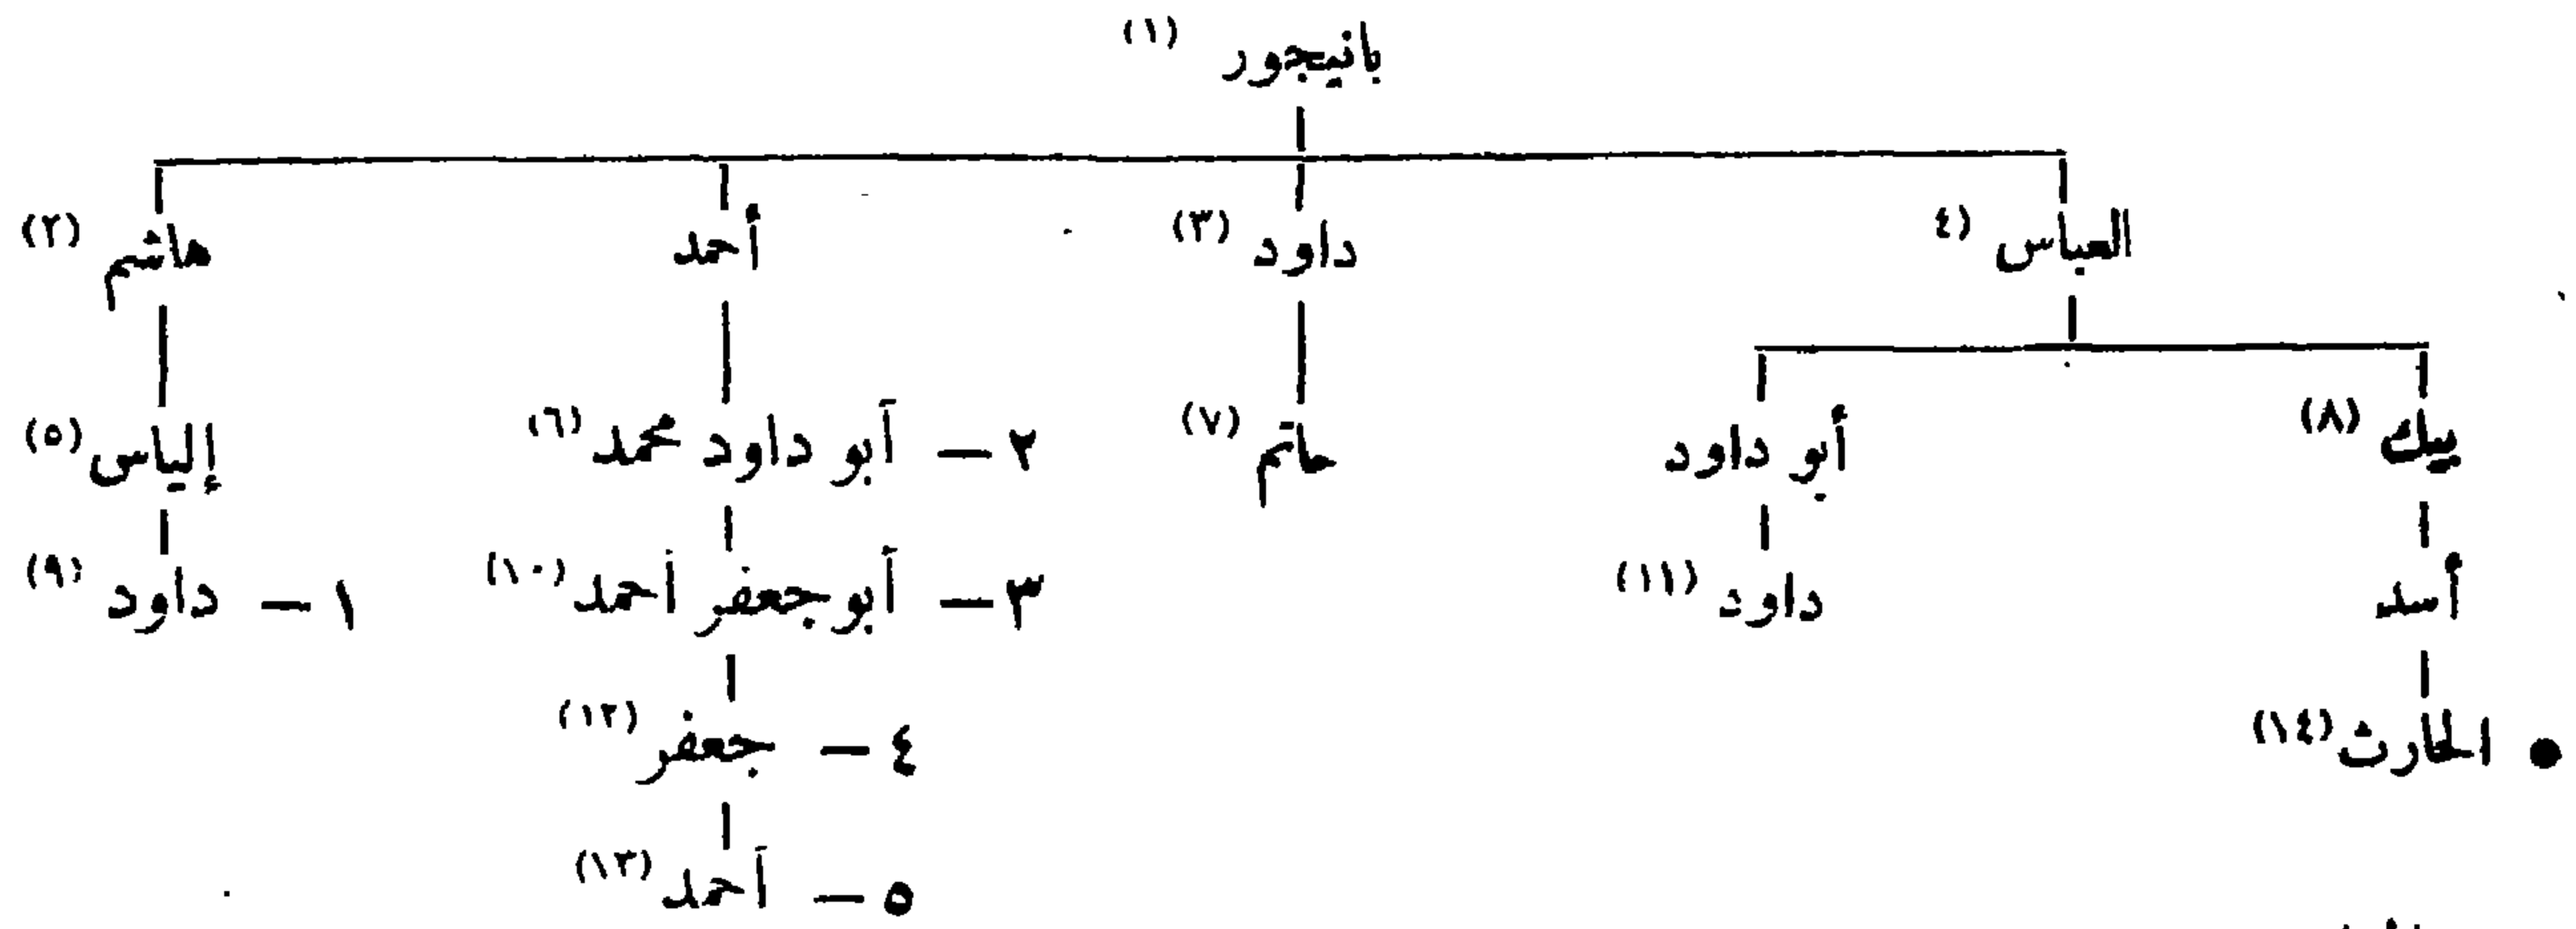 بانيجور (١)
العباس (٤ داود (٣) أحمد هاشم (٢)
بيك (٨) أبو داود حاتم (٧) ٢ – أبو داود محمد (٦) إلياس (٥)
أسد داود (١١) ٣ – أبو جعفر أحمد (١٠) ١ – داود (٩)
● الحارث (١٤) ٤ – جعفر (١٢)
٥ – أحمد (١٣)